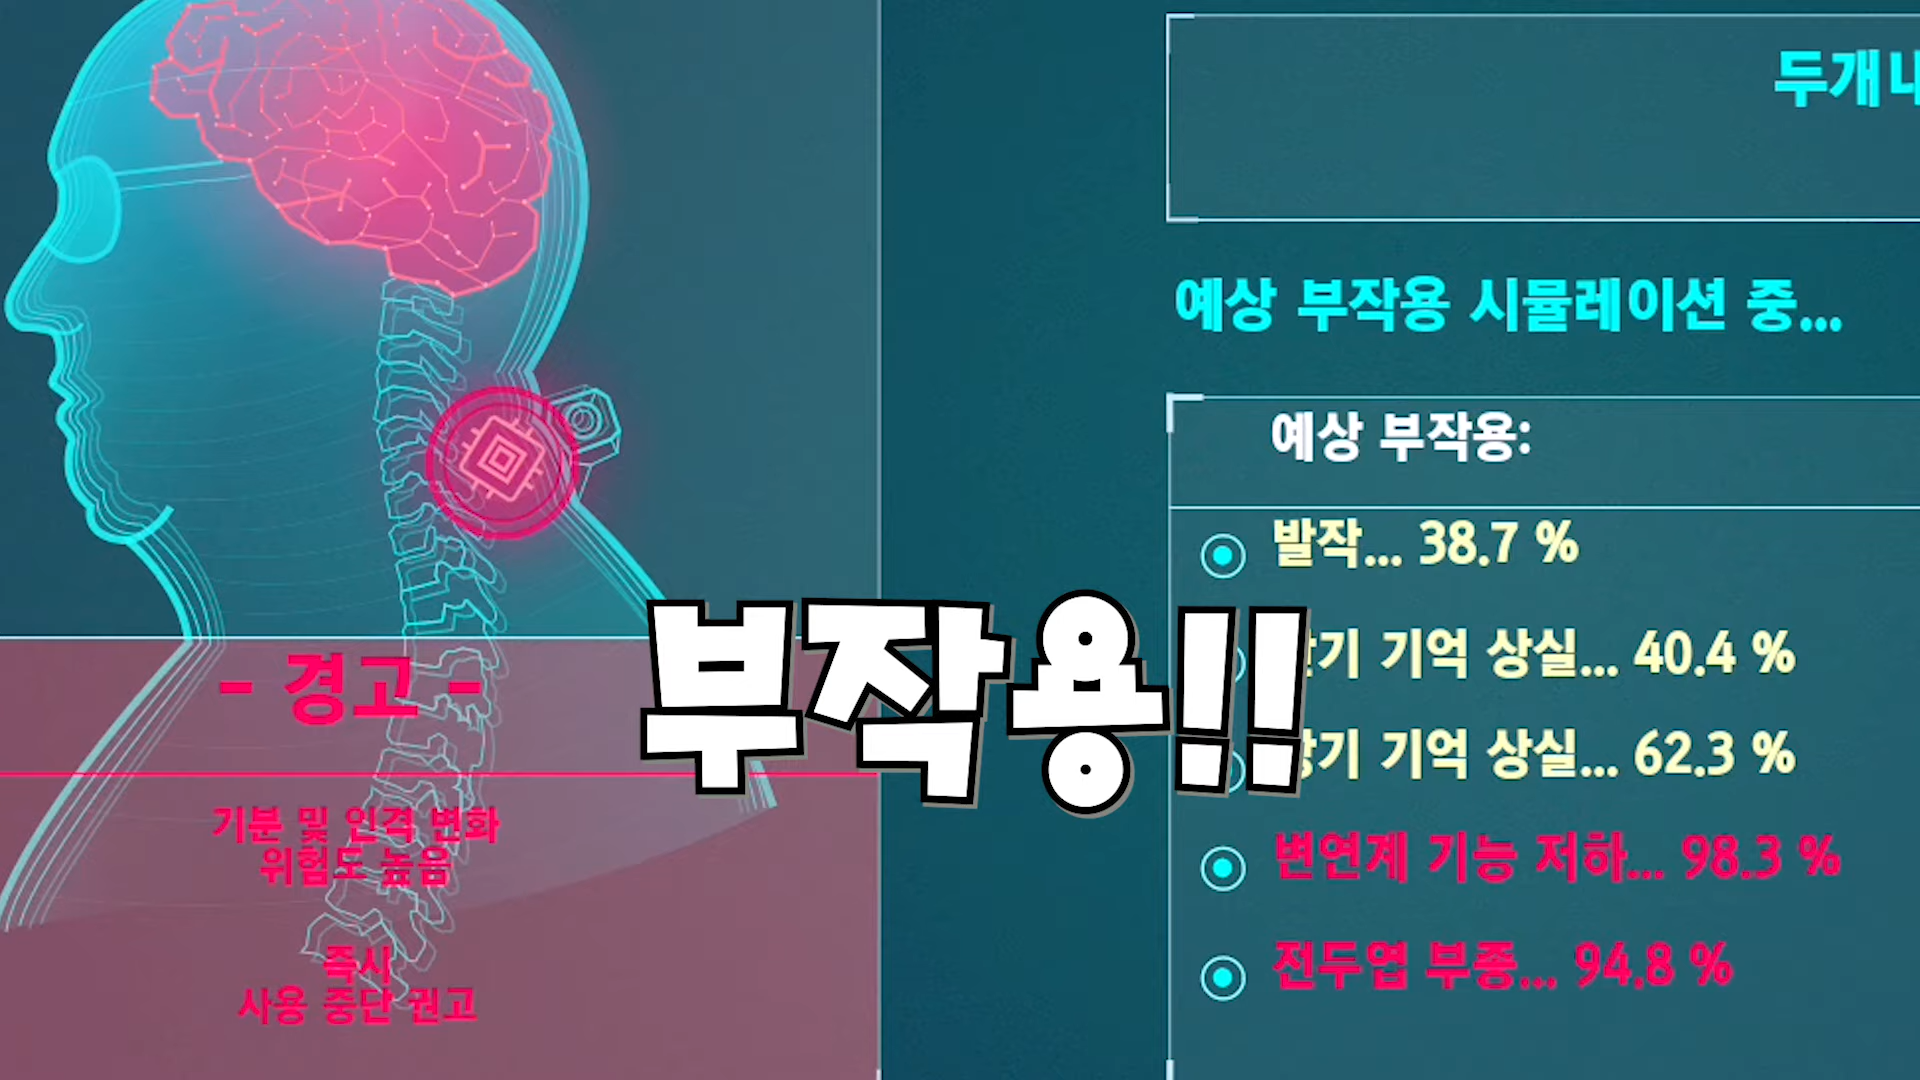 두개내
예상 부작용 시뮬레이션 중...
예상 부작용:
발작... 38.7 %
기 기억 상실... 40.4 %
장기 기억 상실... 62.3 %
변연계 기능 저하... 98.3 %
전두엽 부종... 94.8 %
- 경고 -
기분 및 인격 변화
위험도 높음
즉시
사용 중단 권고
부작용!!